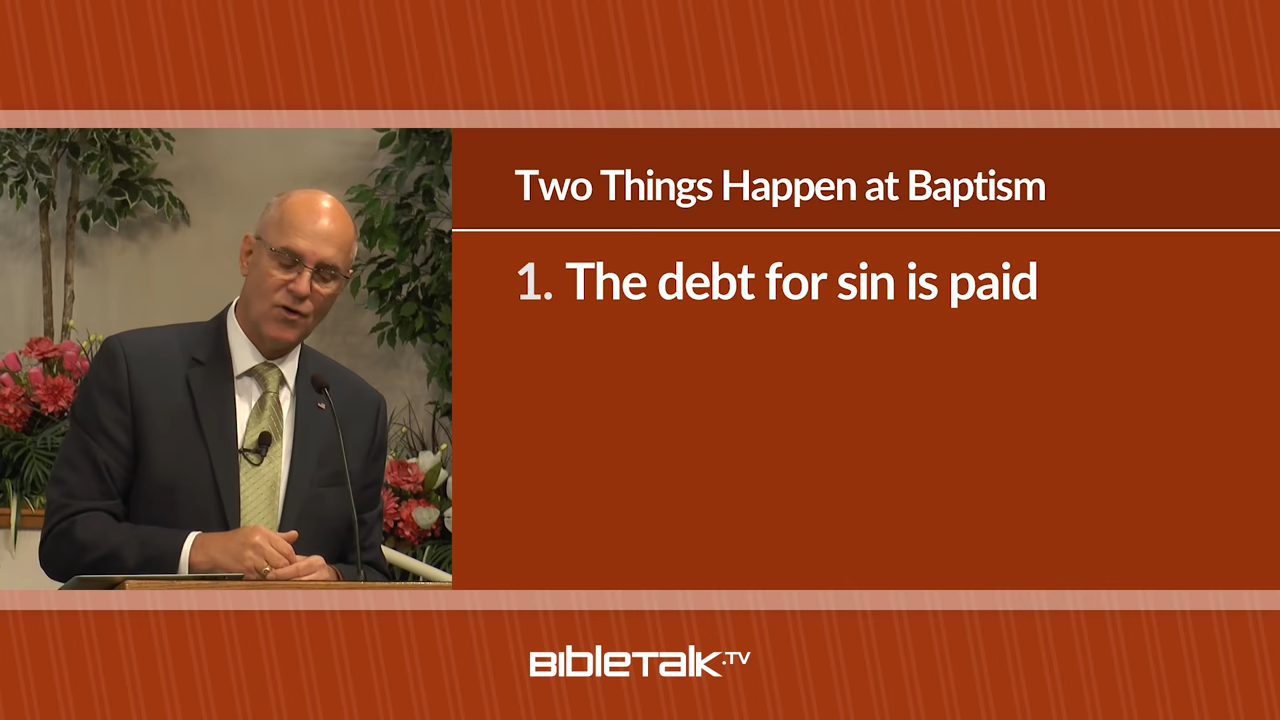 Two Things Happen at Baptism
1. The debt for sin is paid
BIBLETALK.TV